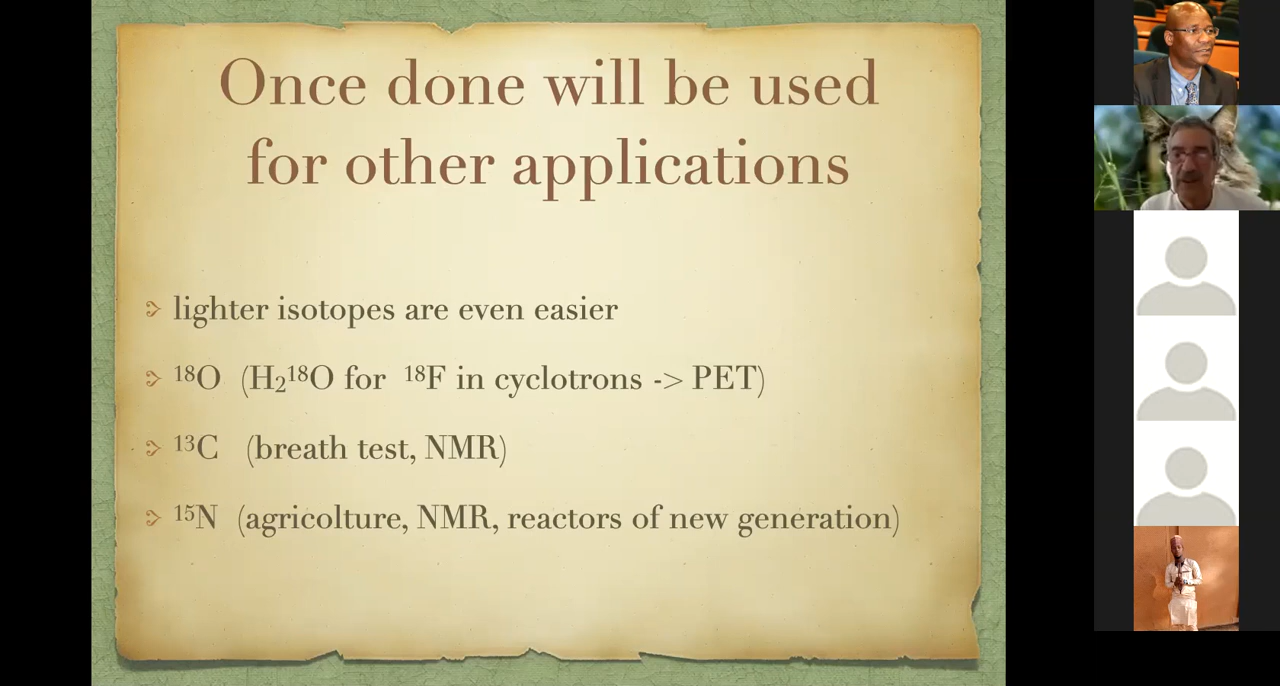 Once done will be used
for other applications
lighter isotopes are even easier
¹⁸O (H₂¹⁸O for ¹⁸F in cyclotrons -> PET)
¹³C (breath test, NMR)
¹⁵N (agricolture, NMR, reactors of new generation)